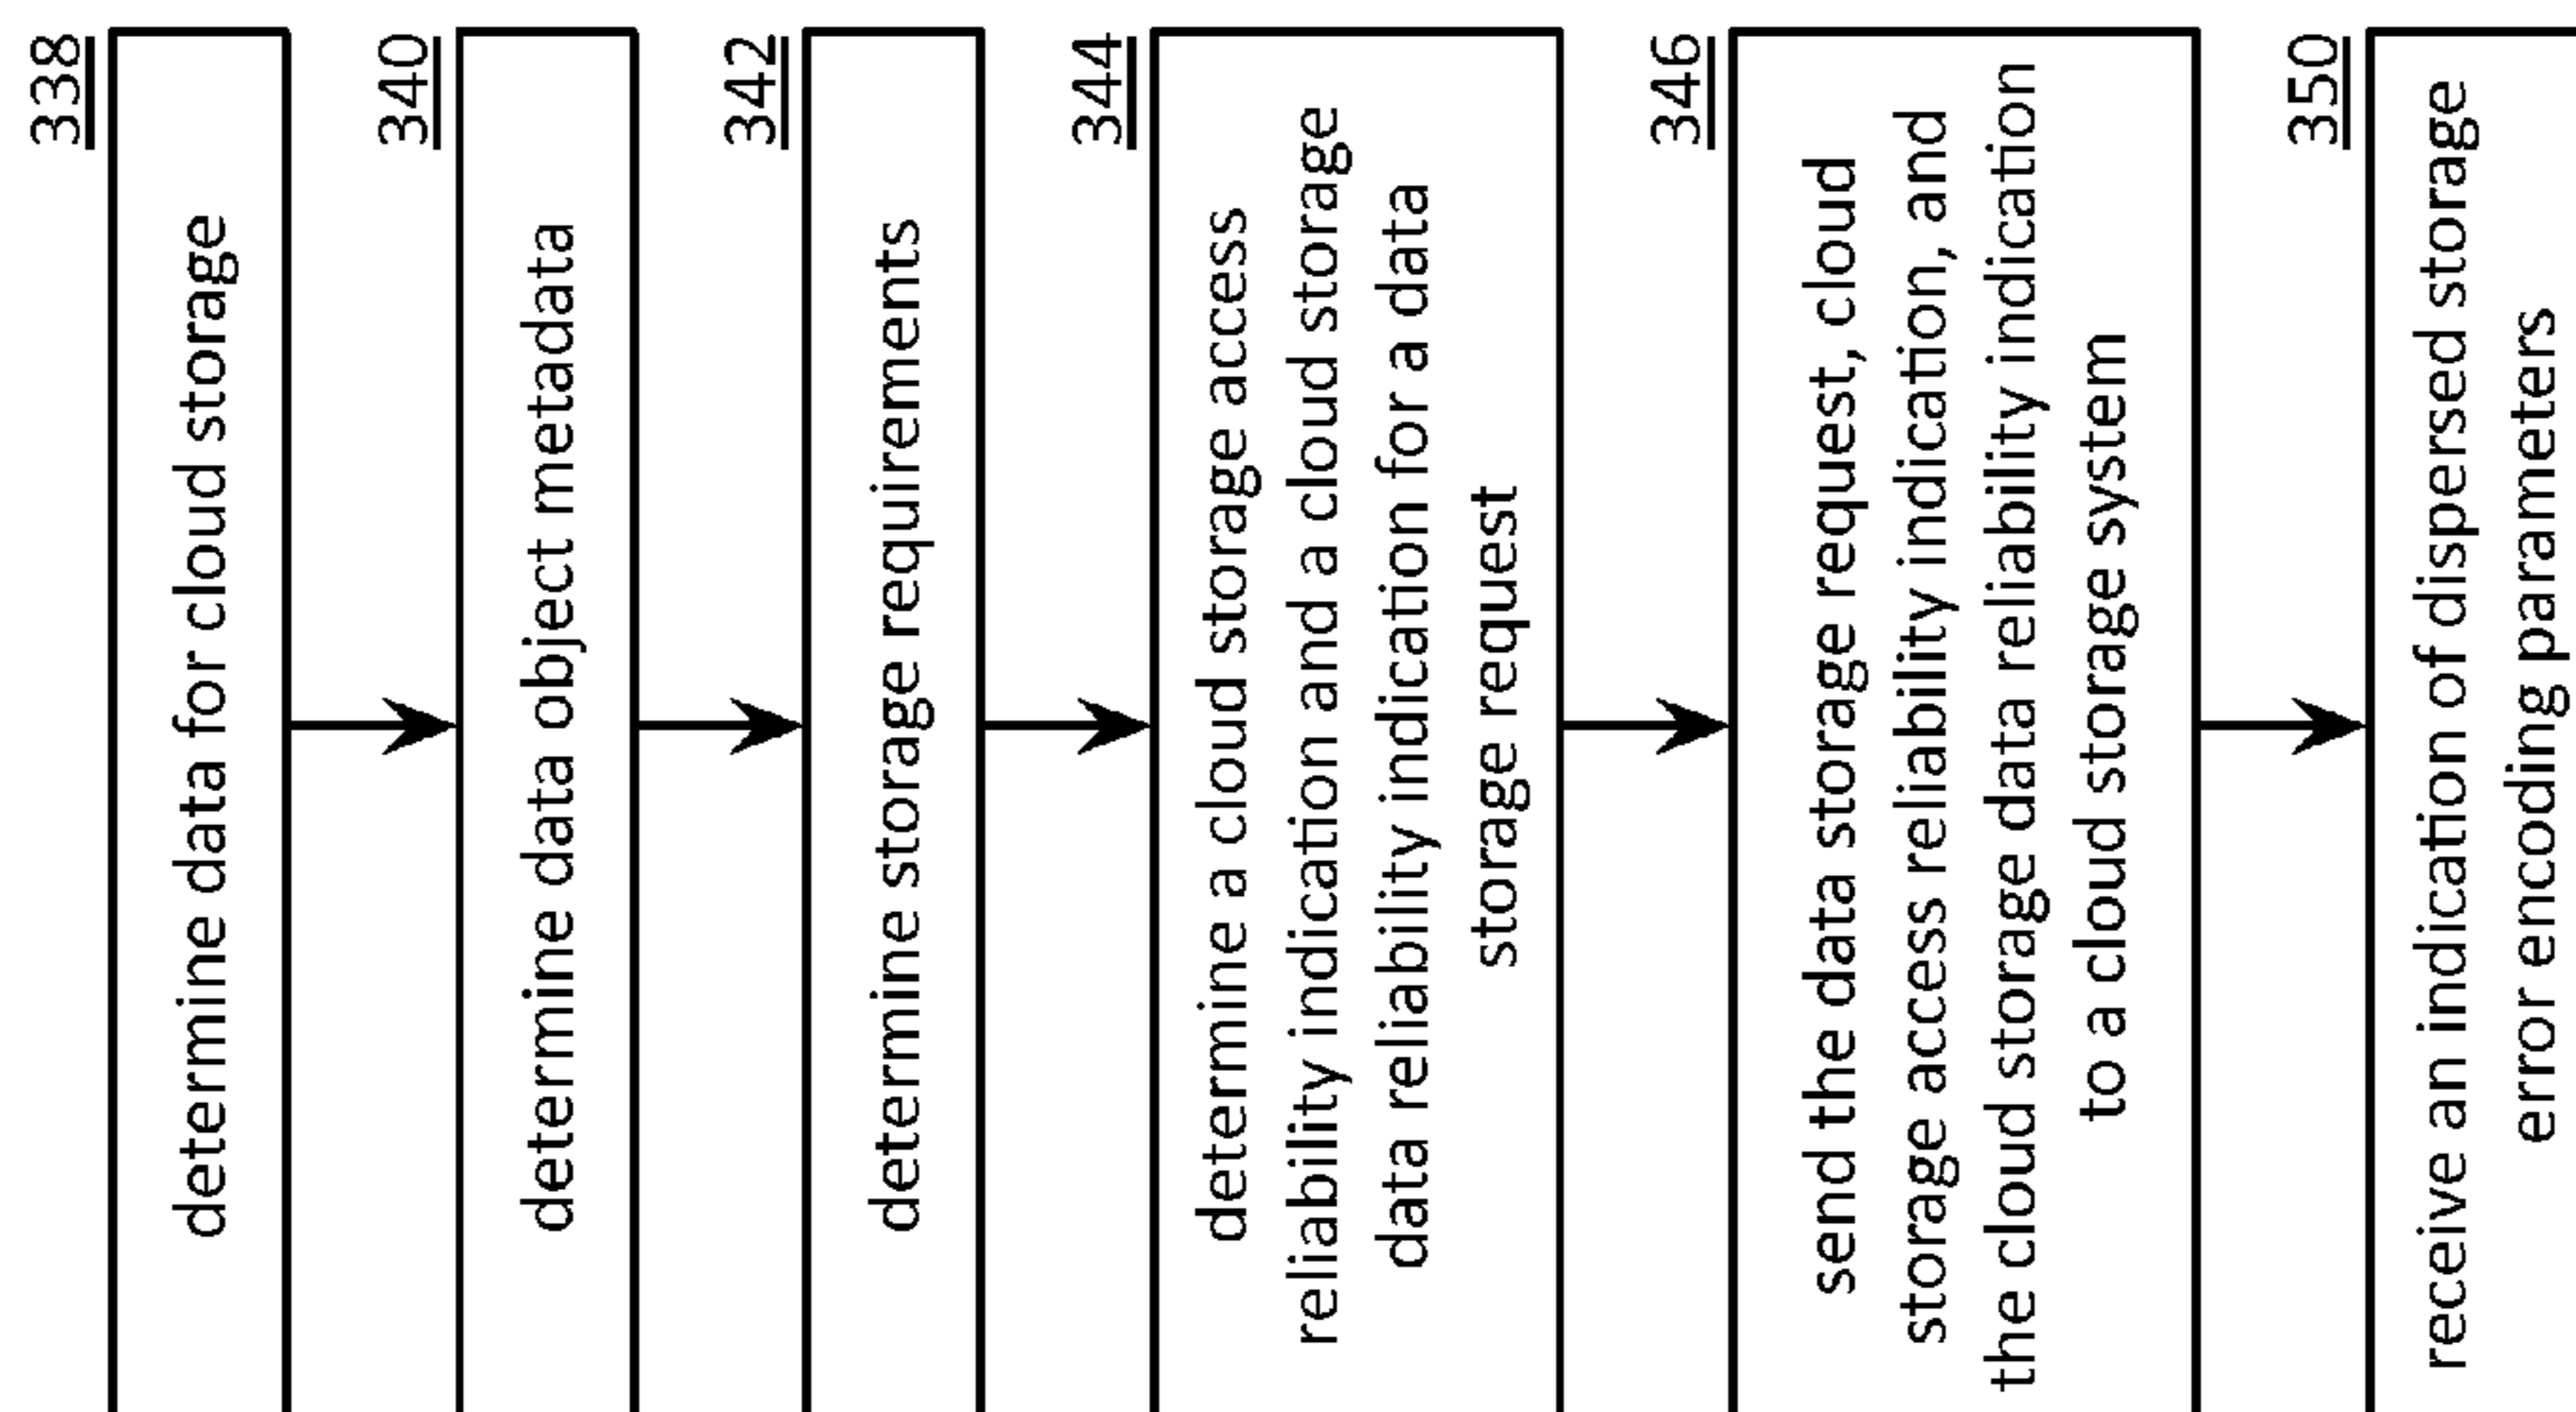 338
determine data for cloud storage
340
determine data object metadata
342
determine storage requirements
344
determine a cloud storage access
reliability indication and a cloud storage
data reliability indication for a data
storage request
346
send the data storage request, cloud
storage access reliability indication, and
the cloud storage data reliability indication
to a cloud storage system
350
receive an indication of dispersed storage
error encoding parameters